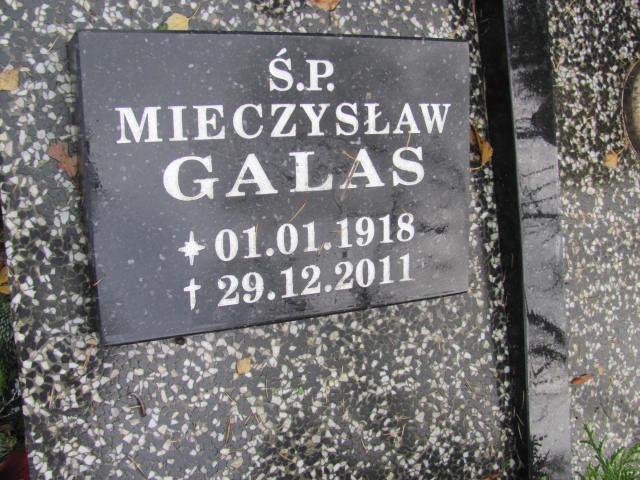 Ś.P.
MIECZYSŁAW
GALAS
01.01.1918
29.12.2011